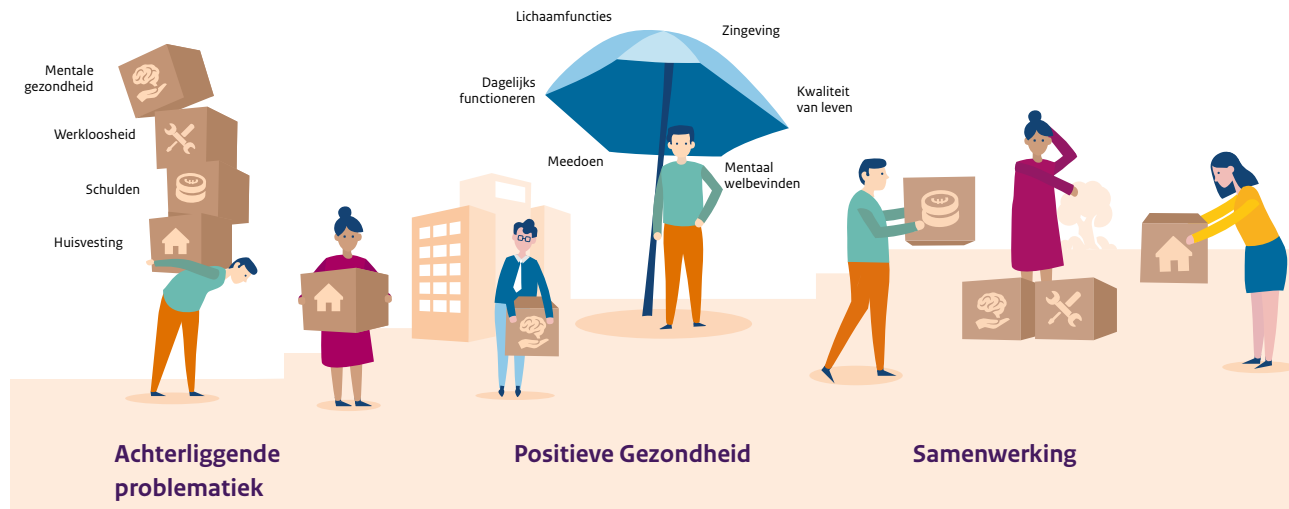 Mentale
gezondheid
Werkloosheid
Schulden
Huisvesting
Lichaamfuncties
Zingeving
Dagelijks
functioneren
Kwaliteit
van leven
Meedoen
Mentaal
welbevinden
Achterliggende
problematiek
Positieve Gezondheid
Samenwerking